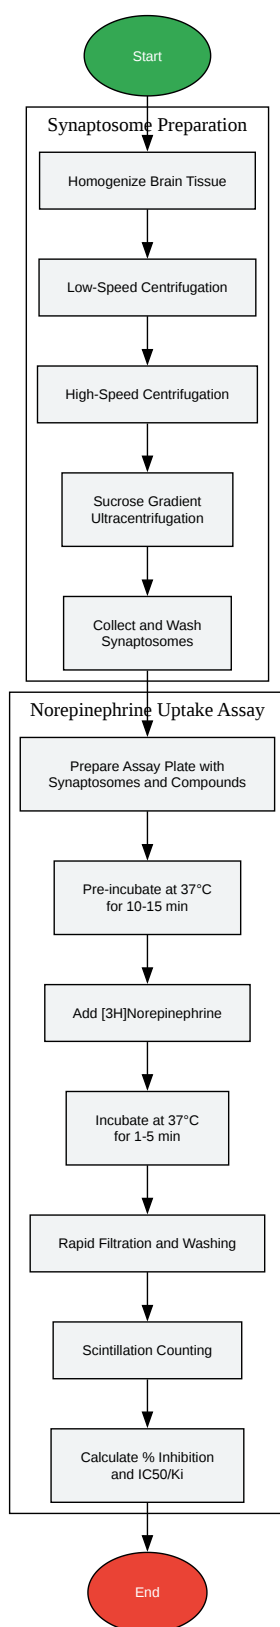 Start
Synaptosome Preparation
Homogenize Brain Tissue
Low-Speed Centrifugation
High-Speed Centrifugation
Sucrose Gradient
Ultracentrifugation
Collect and Wash
Synaptosomes
Norepinephrine Uptake Assay
Prepare Assay Plate with
Synaptosomes and Compounds
Pre-incubate at 37°C
for 10-15 min
Add [3H]Norepinephrine
Incubate at 37°C
for 1-5 min
Rapid Filtration and Washing
Scintillation Counting
Calculate % Inhibition
and IC50/Ki
End